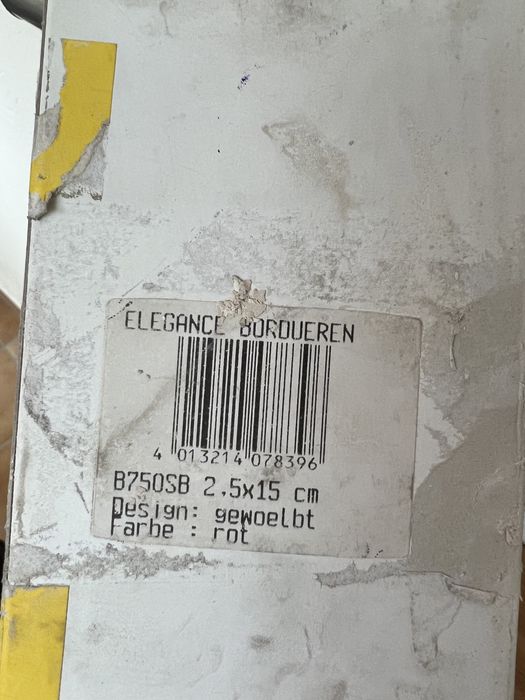 ELEGANCE BORDUEREN
4 013214 078396
B750SB 2,5x15 cm
Design: gewoelbt
Farbe : rot